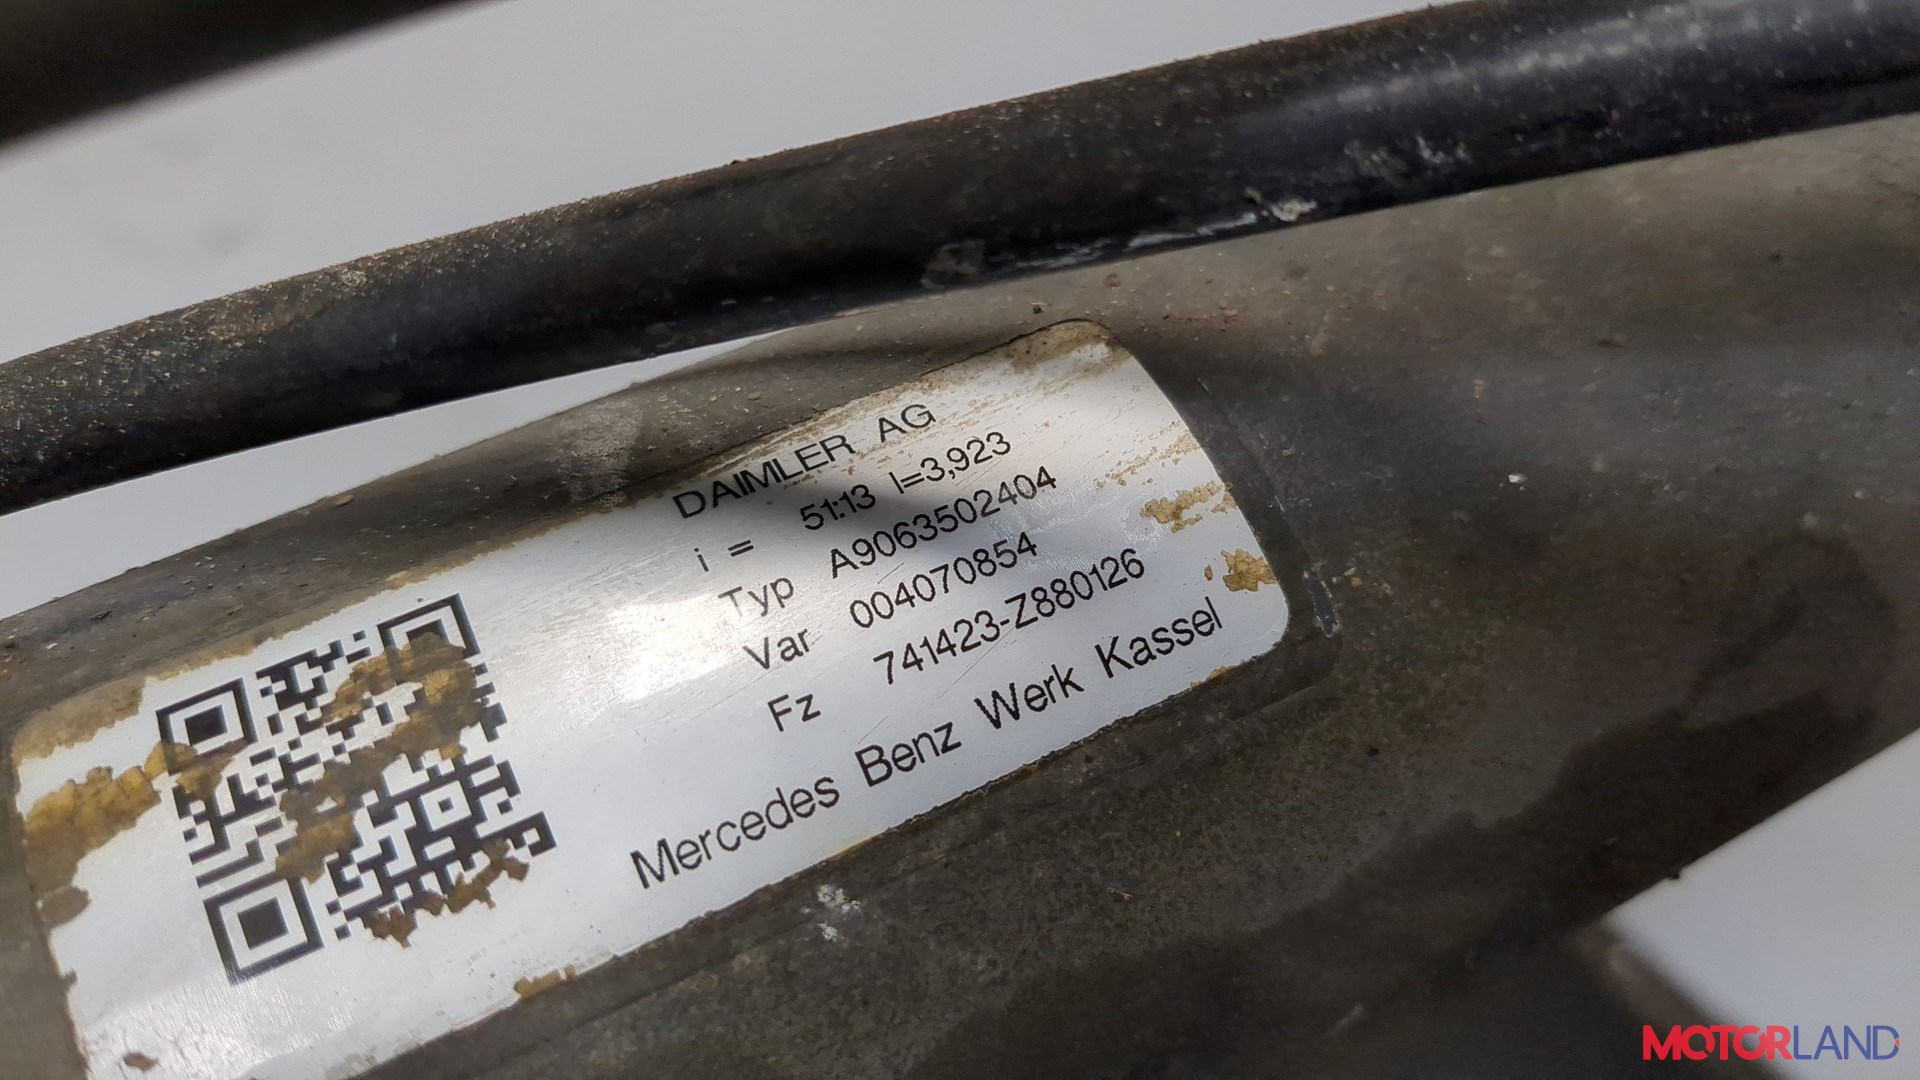 DAIMLER AG
i = 51:13 I=3,923
Typ A9063502404
Var 004070854
Fz 741423-Z880126
Mercedes Benz Werk Kassel
MOTORLAND